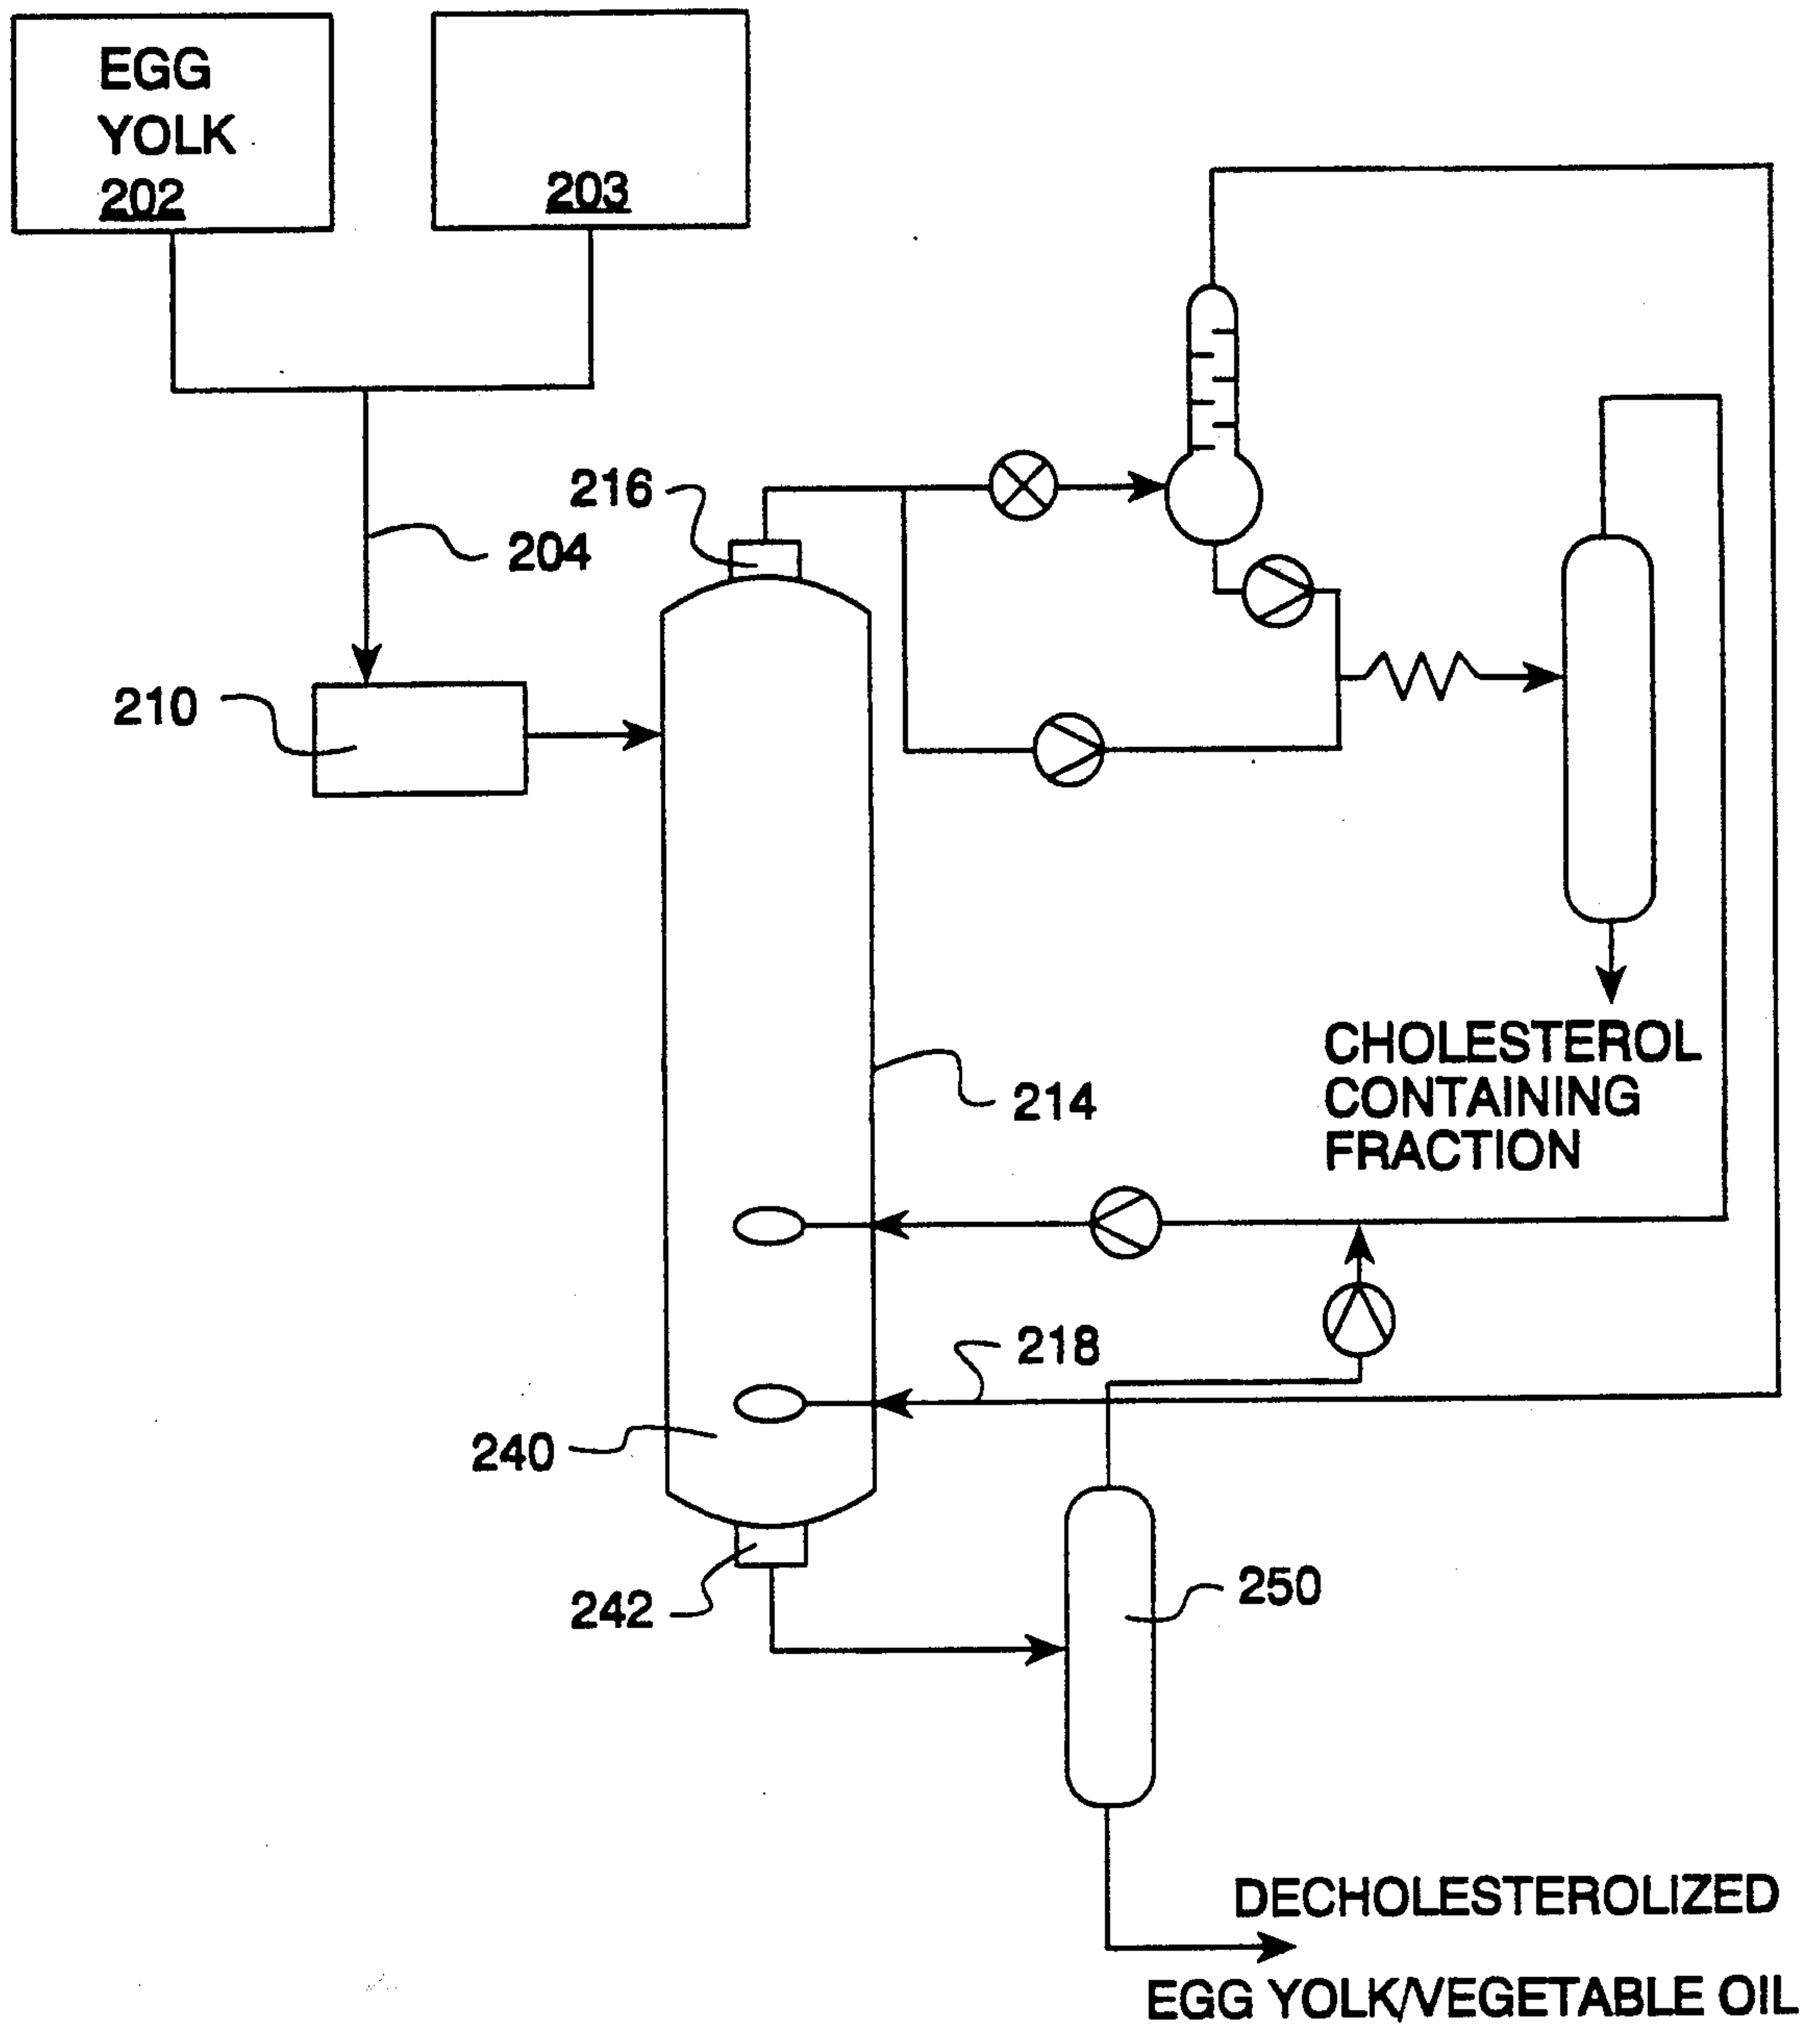 EGG
YOLK
202
203
216
204
210
214
CHOLESTEROL
CONTAINING
FRACTION
218
240
242
250
DECHOLESTEROLIZED
EGG YOLK/VEGETABLE OIL